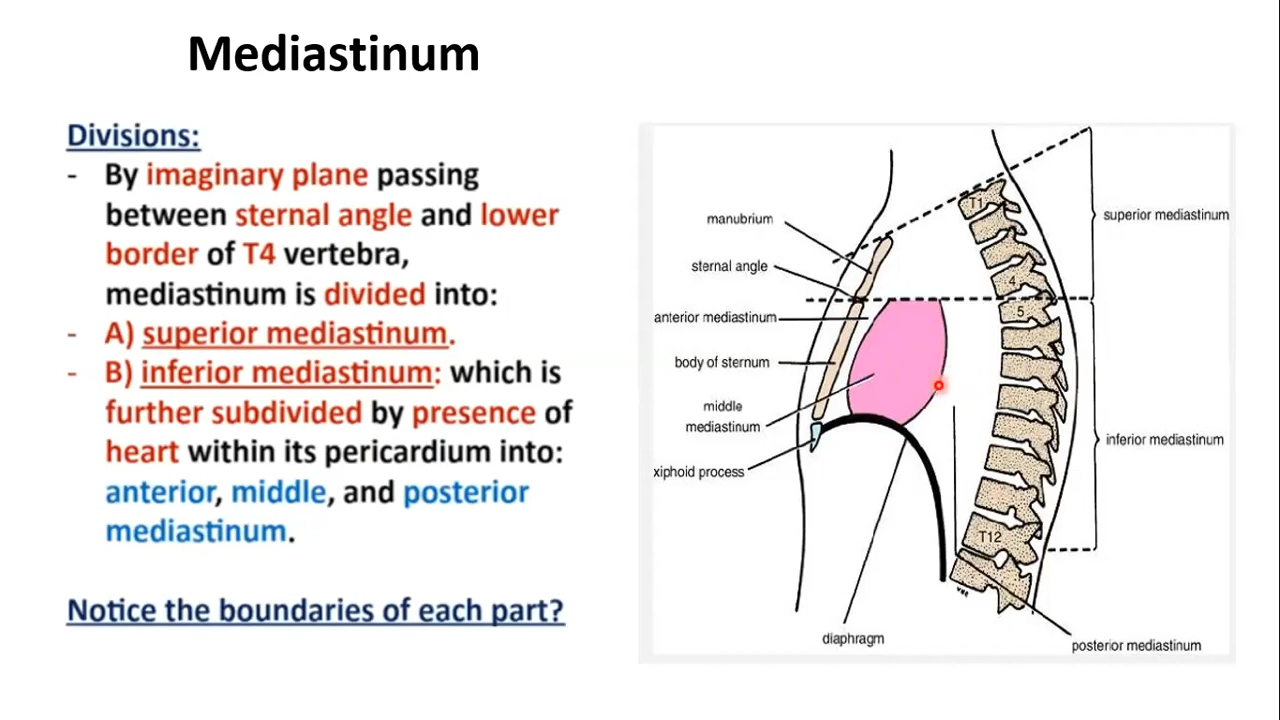 Mediastinum
Divisions:
- By imaginary plane passing
between sternal angle and lower
border of T4 vertebra,
mediastinum is divided into:
- A) superior mediastinum.
- B) inferior mediastinum: which is
further subdivided by presence of
heart within its pericardium into:
anterior, middle, and posterior
mediastinum.
Notice the boundaries of each part?
manubrium
sternal angle
anterior mediastinum
body of sternum
middle
mediastinum
xiphoid process
diaphragm
T1
4
5
T12
superior mediastinum
inferior mediastinum
posterior mediastinum